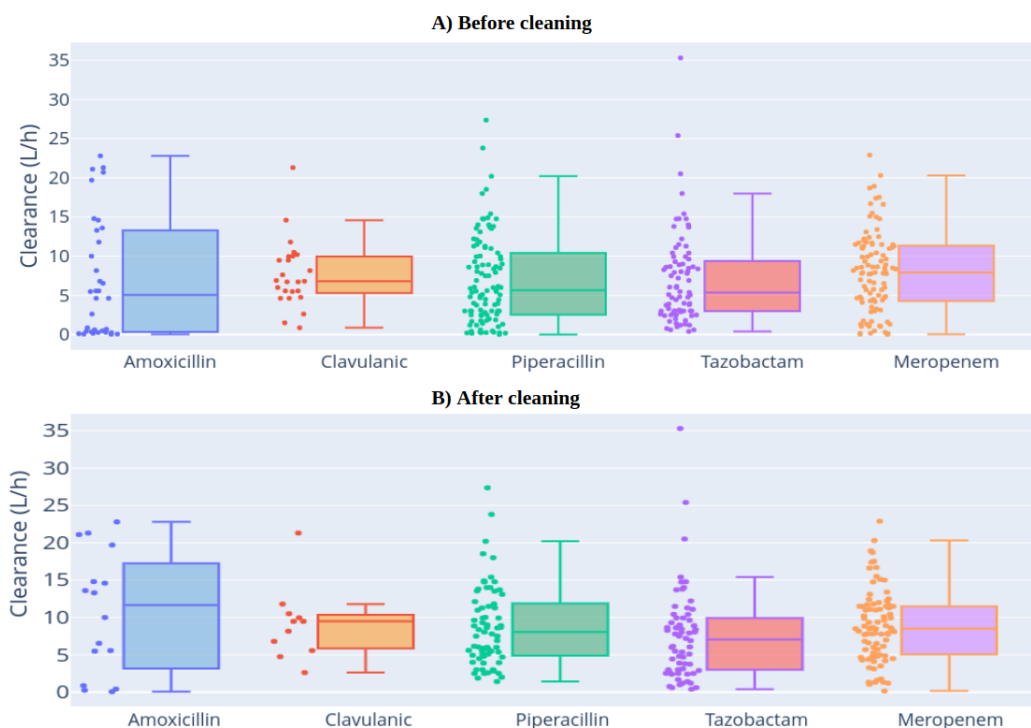 A) Before cleaning
Clearance (L/h)
35
30
25
20
15
10
5
0
Amoxicillin Clavulanic Piperacillin Tazobactam Meropenem
B) After cleaning
Clearance (L/h)
35
30
25
20
15
10
5
0
Amoxicillin Clavulanic Piperacillin Tazobactam Meropenem